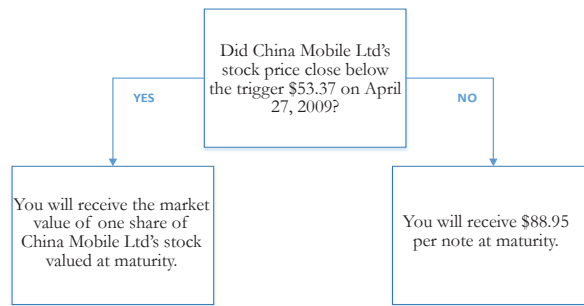 Did China Mobile Ltd's
stock price close below
the trigger $53.37 on April
27, 2009?
YES
NO
You will receive the market
value of one share of
China Mobile Ltd's stock
valued at maturity.
You will receive $88.95
per note at maturity.